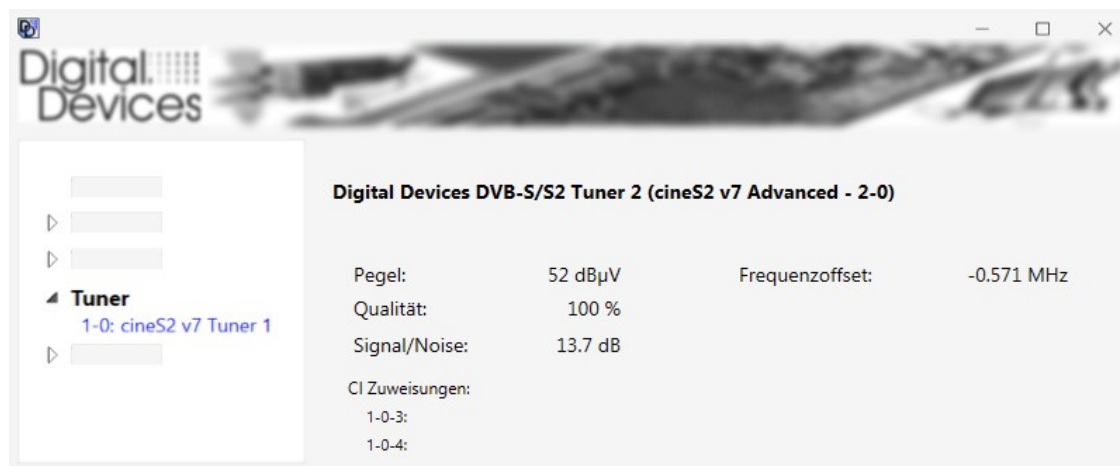 Digital
Devices
Digital Devices DVB-S/S2 Tuner 2 (cineS2 v7 Advanced - 2-0)
Tuner
1-0: cineS2 v7 Tuner 1
Pegel: 52 dBµV Frequenzoffset: -0.571 MHz
Qualität: 100 %
Signal/Noise: 13.7 dB
CI Zuweisungen:
1-0-3:
1-0-4: